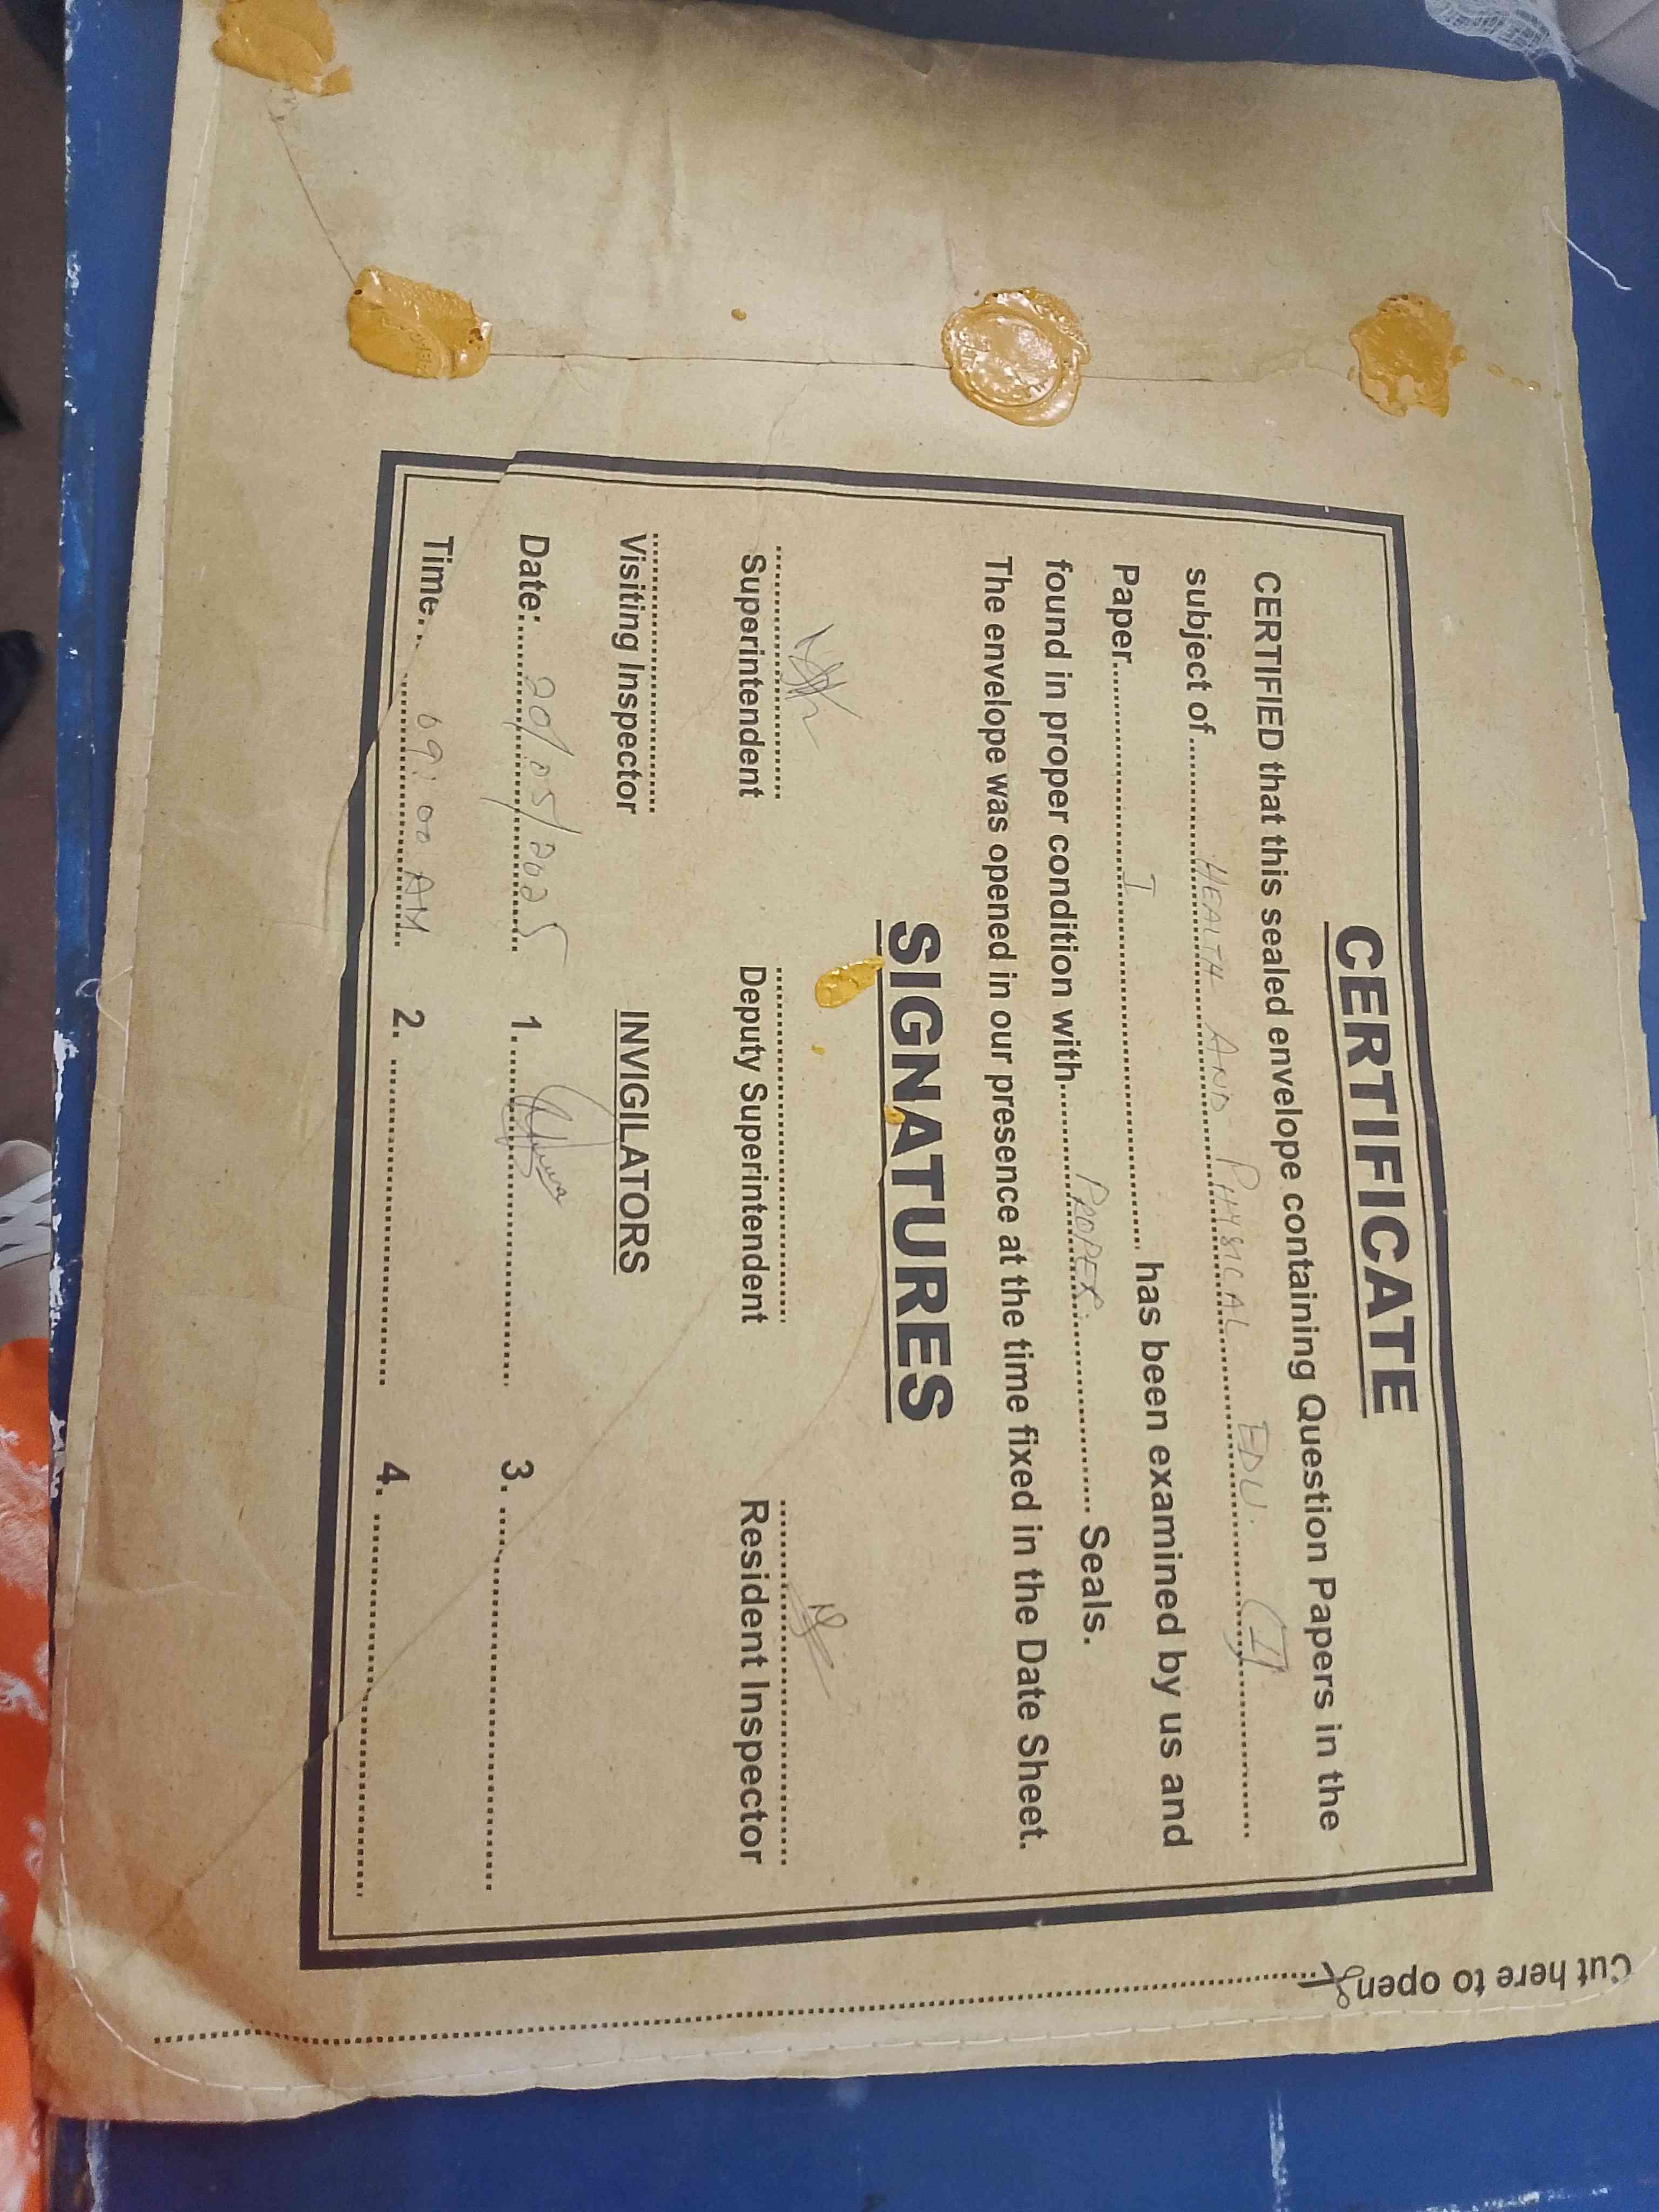 CERTIFICATE
CERTIFIED that this sealed envelope containing Question Papers in the
subject of HEALTH AND PHYSICAL EDU. (I)
Paper I has been examined by us and
found in proper condition with PROPER Seals.
The envelope was opened in our presence at the time fixed in the Date Sheet.
SIGNATURES
Superintendent Deputy Superintendent Resident Inspector
Visiting Inspector INVIGILATORS
Date: 20/05/2025 1. 3.
Time: 09:00 AM 2. 4.
Cut here to open